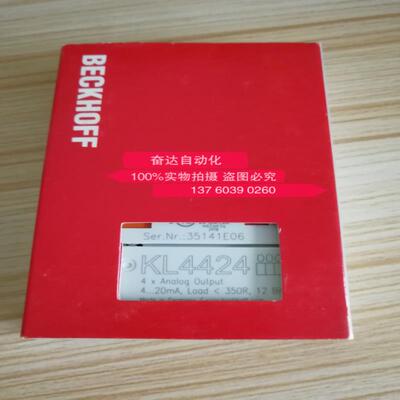 BECKHOFF
奋达自动化
100%实物拍摄 盗图必究
137 6039 0260
Ser.Nr.:35141E06
KL4424
4 x Analog Output
4...20mA, Load < 350R, 12